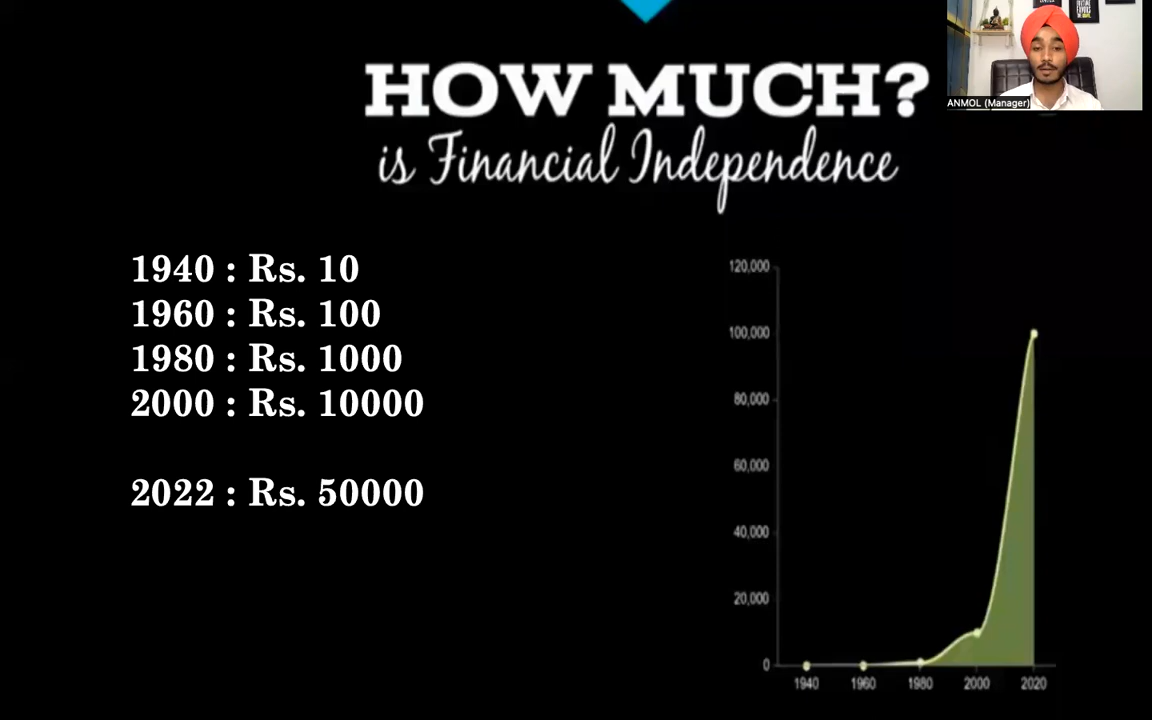 HOW MUCH?
is Financial Independence
ANMOL (Manager)
1940 : Rs. 10
1960 : Rs. 100
1980 : Rs. 1000
2000 : Rs. 10000
2022 : Rs. 50000
120,000
100,000
80,000
60,000
40,000
20,000
0
1940 1960 1980 2000 2020